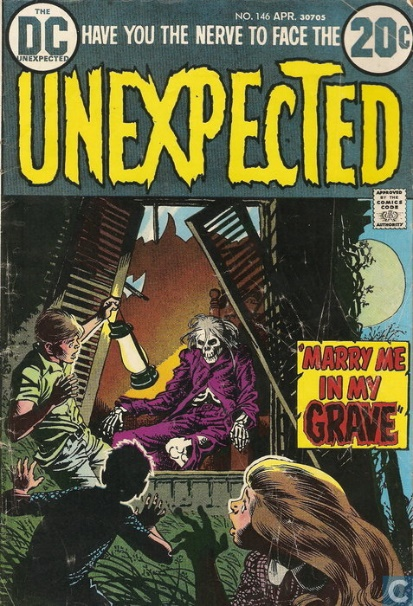 THE
DC
UNEXPECTED
NO. 146 APR. 30705
HAVE YOU THE NERVE TO FACE THE
20¢
UNEXPECTED
APPROVED
BY THE
COMICS
CODE
AUTHORITY
"MARRY ME
IN MY
GRAVE"
C